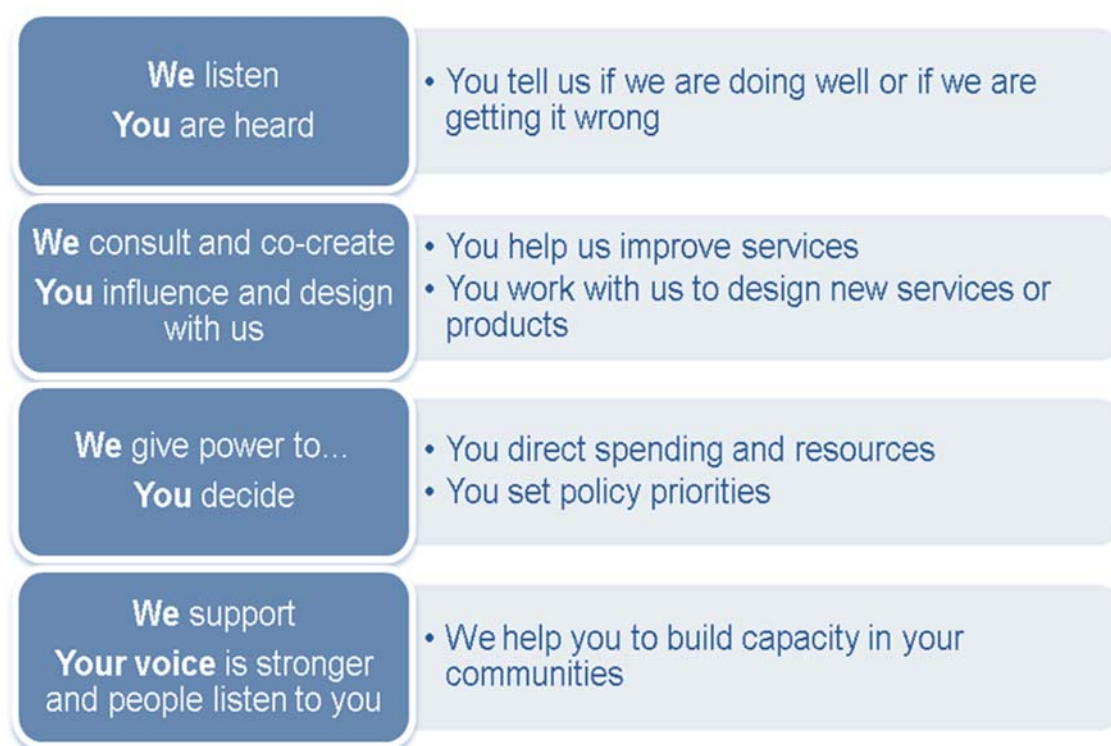 We listen
You are heard
• You tell us if we are doing well or if we are
getting it wrong
We consult and co-create
You influence and design
with us
• You help us improve services
• You work with us to design new services or
products
We give power to...
You decide
• You direct spending and resources
• You set policy priorities
We support
Your voice is stronger
and people listen to you
• We help you to build capacity in your
communities